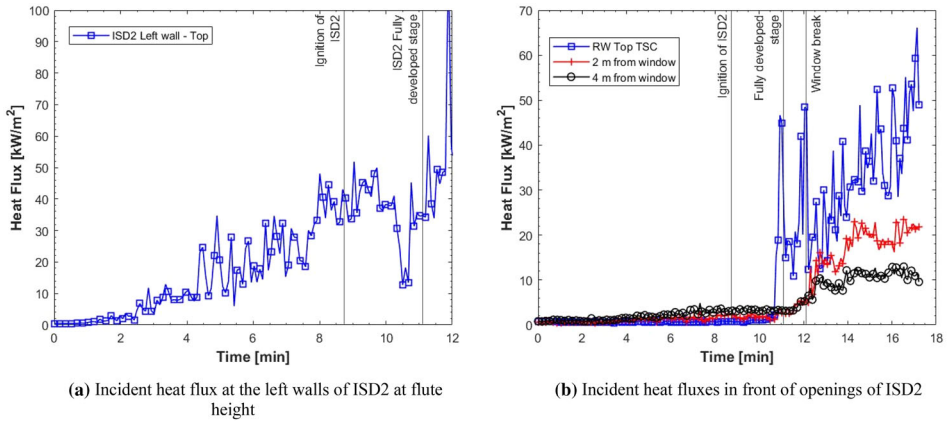 100
90
80
70
60
50
40
30
20
10
0
Heat Flux [kW/m²]
ISD2 Left wall - Top
Ignition of
ISD2
ISD2 Fully
developed stage
0 2 4 6 8 10 12
Time [min]
(a) Incident heat flux at the left walls of ISD2 at flute
height
70
60
50
40
30
20
10
0
Heat Flux [kW/m²]
RW Top TSC
2 m from window
4 m from window
Ignition of ISD2
Fully developed
stage
Window break
0 2 4 6 8 10 12 14 16 18
Time [min]
(b) Incident heat fluxes in front of openings of ISD2